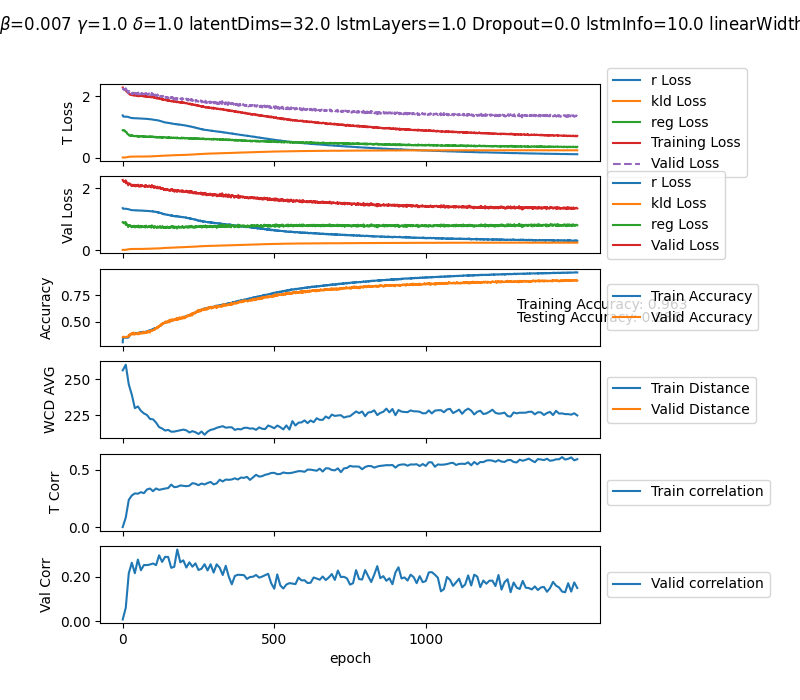 β=0.007 γ=1.0 δ=1.0 latentDims=32.0 lstmLayers=1.0 Dropout=0.0 lstmInfo=10.0 linearWidth
T Loss
2
0
r Loss
kld Loss
reg Loss
Training Loss
Valid Loss
Val Loss
2
0
r Loss
kld Loss
reg Loss
Valid Loss
Accuracy
0.75
0.50
Training Accuracy: 0.963
Testing Accuracy:
Train Accuracy
Valid Accuracy
WCD AVG
250
225
Train Distance
Valid Distance
T Corr
0.5
0.0
Train correlation
Val Corr
0.20
0.00
Valid correlation
0
500
1000
epoch